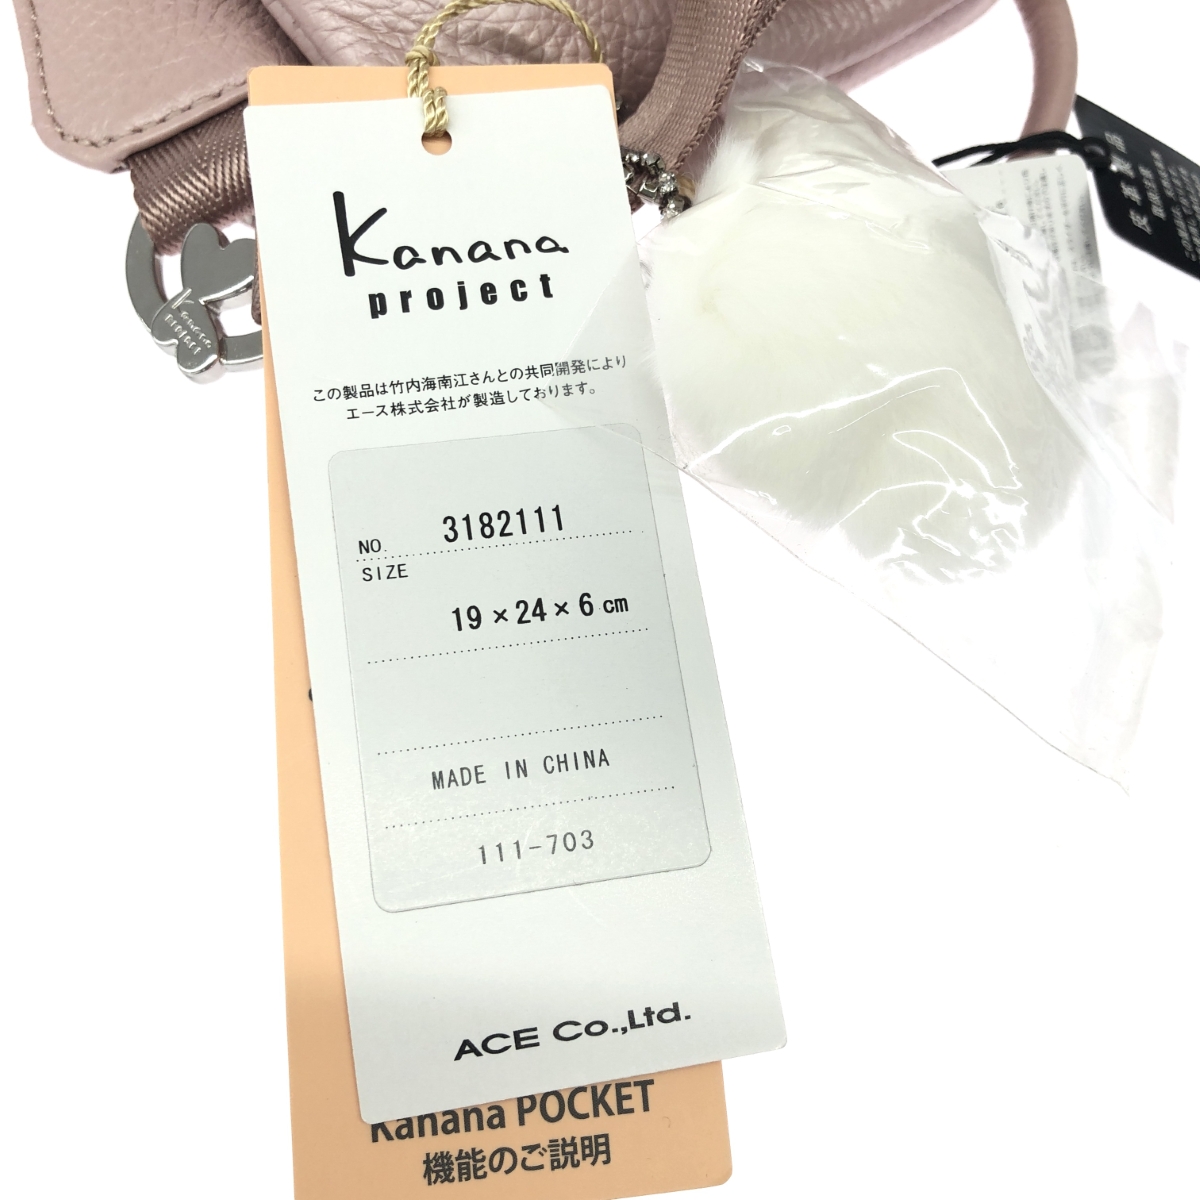 Kanana
project
この製品は竹内海南江さんとの共同開発により
エース株式会社が製造しております。
NO. 3182111
SIZE
19×24×6 cm
MADE IN CHINA
111-703
ACE Co.,Ltd.
Kanana POCKET
機能のご説明
Kanana
PROJECT